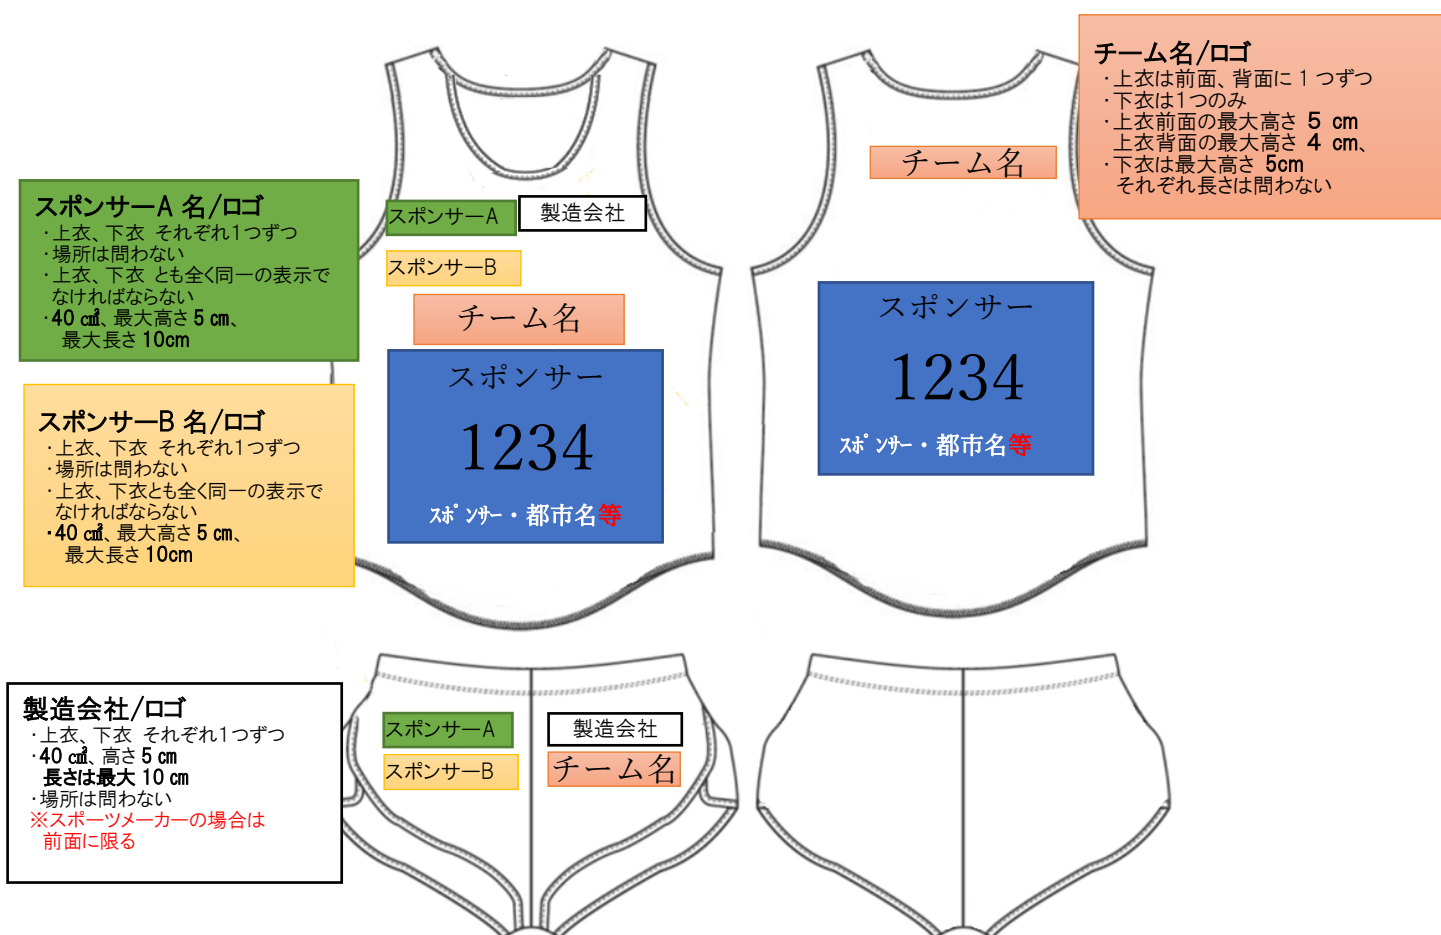 チーム名/ロゴ
・上衣は前面、背面に 1 つずつ
・下衣は1つのみ
・上衣前面の最大高さ 5 cm
上衣背面の最大高さ 4 cm、
・下衣は最大高さ 5cm
それぞれ長さは問わない
チーム名
スポンサーA 名/ロゴ
・上衣、下衣 それぞれ1つずつ
・場所は問わない
・上衣、下衣 とも全く同一の表示で
なければならない
・40 ㎠、最大高さ 5 ㎝、
最大長さ 10cm
スポンサーA
製造会社
スポンサーB
チーム名
スポンサー
1234
スポンサー・都市名等
スポンサー
1234
スポンサー・都市名等
スポンサーB 名/ロゴ
・上衣、下衣 それぞれ1つずつ
・場所は問わない
・上衣、下衣とも全く同一の表示で
なければならない
・40 ㎠、最大高さ 5 ㎝、
最大長さ 10cm
製造会社/ロゴ
・上衣、下衣 それぞれ1つずつ
・40 ㎠、高さ 5 ㎝
長さは最大 10 ㎝
・場所は問わない
※スポーツメーカーの場合は
前面に限る
スポンサーA
製造会社
スポンサーB
チーム名